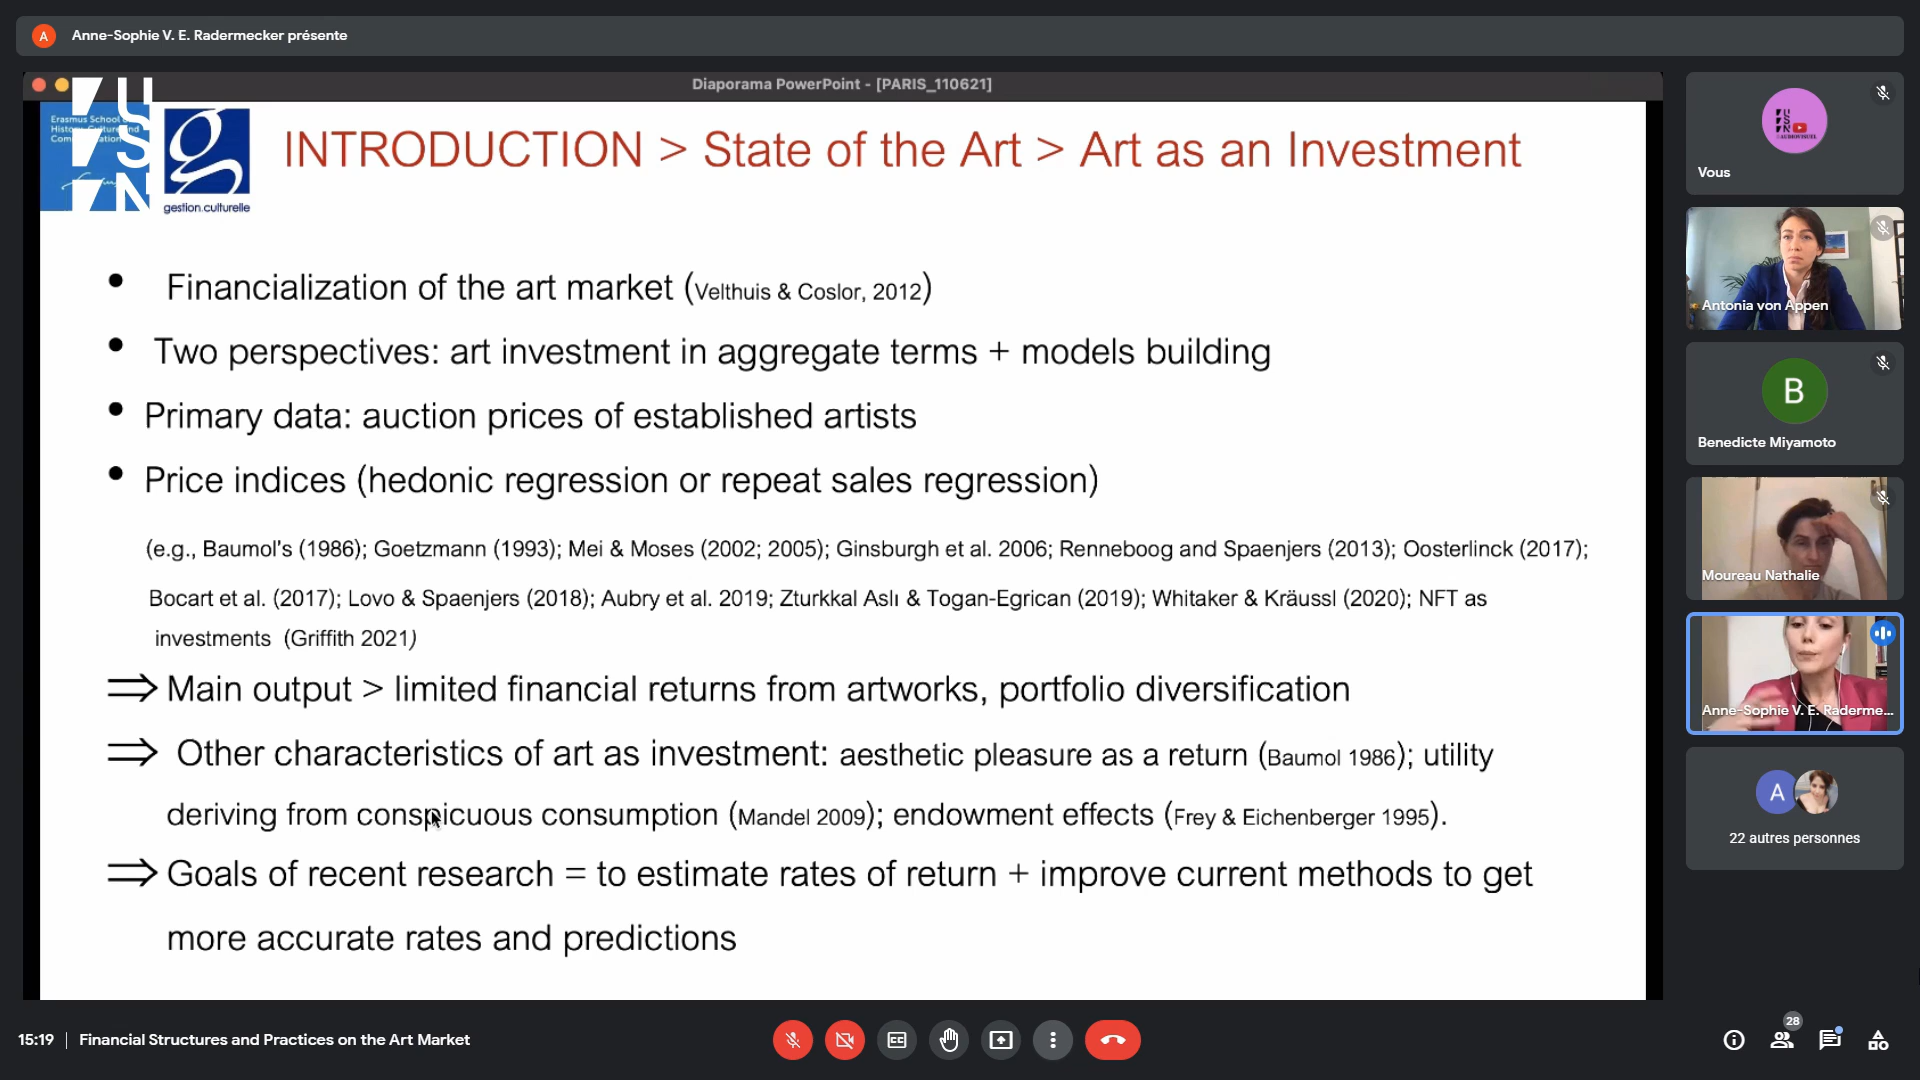 A Anne-Sophie V. E. Radermecker présente
Diaporama PowerPoint - [PARIS_110621]
Erasmus School
USN
gestion.culturelle
INTRODUCTION > State of the Art > Art as an Investment
• Financialization of the art market (Velthuis & Coslor, 2012)
• Two perspectives: art investment in aggregate terms + models building
• Primary data: auction prices of established artists
• Price indices (hedonic regression or repeat sales regression)
(e.g., Baumol's (1986); Goetzmann (1993); Mei & Moses (2002; 2005); Ginsburgh et al. 2006; Renneboog and Spaenjers (2013); Oosterlinck (2017);
Bocart et al. (2017); Lovo & Spaenjers (2018); Aubry et al. 2019; Zturkkal Aslı & Togan-Egrican (2019); Whitaker & Kräussl (2020); NFT as
investments (Griffith 2021)
⇒ Main output > limited financial returns from artworks, portfolio diversification
⇒ Other characteristics of art as investment: aesthetic pleasure as a return (Baumol 1986); utility
deriving from conspicuous consumption (Mandel 2009); endowment effects (Frey & Eichenberger 1995).
⇒ Goals of recent research = to estimate rates of return + improve current methods to get
more accurate rates and predictions
Vous
Antonia von Appen
B
Benedicte Miyamoto
Moureau Nathalie
Anne-Sophie V. E. Raderme...
A
22 autres personnes
15:19 | Financial Structures and Practices on the Art Market
CC
28